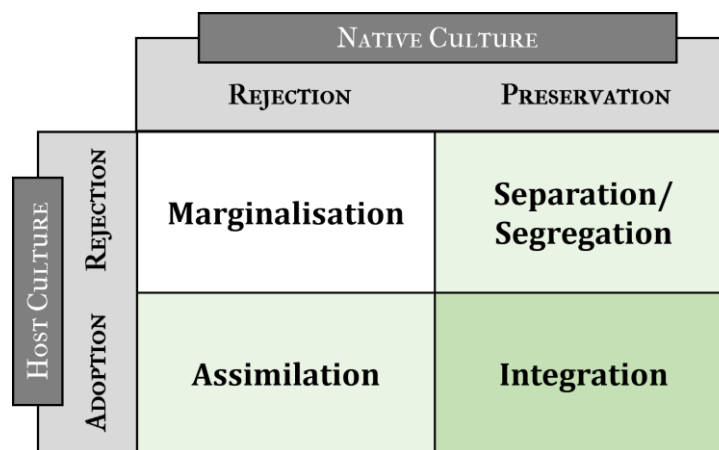 Native Culture
Rejection
Preservation
Host Culture
Rejection
Marginalisation
Separation/
Segregation
Adoption
Assimilation
Integration